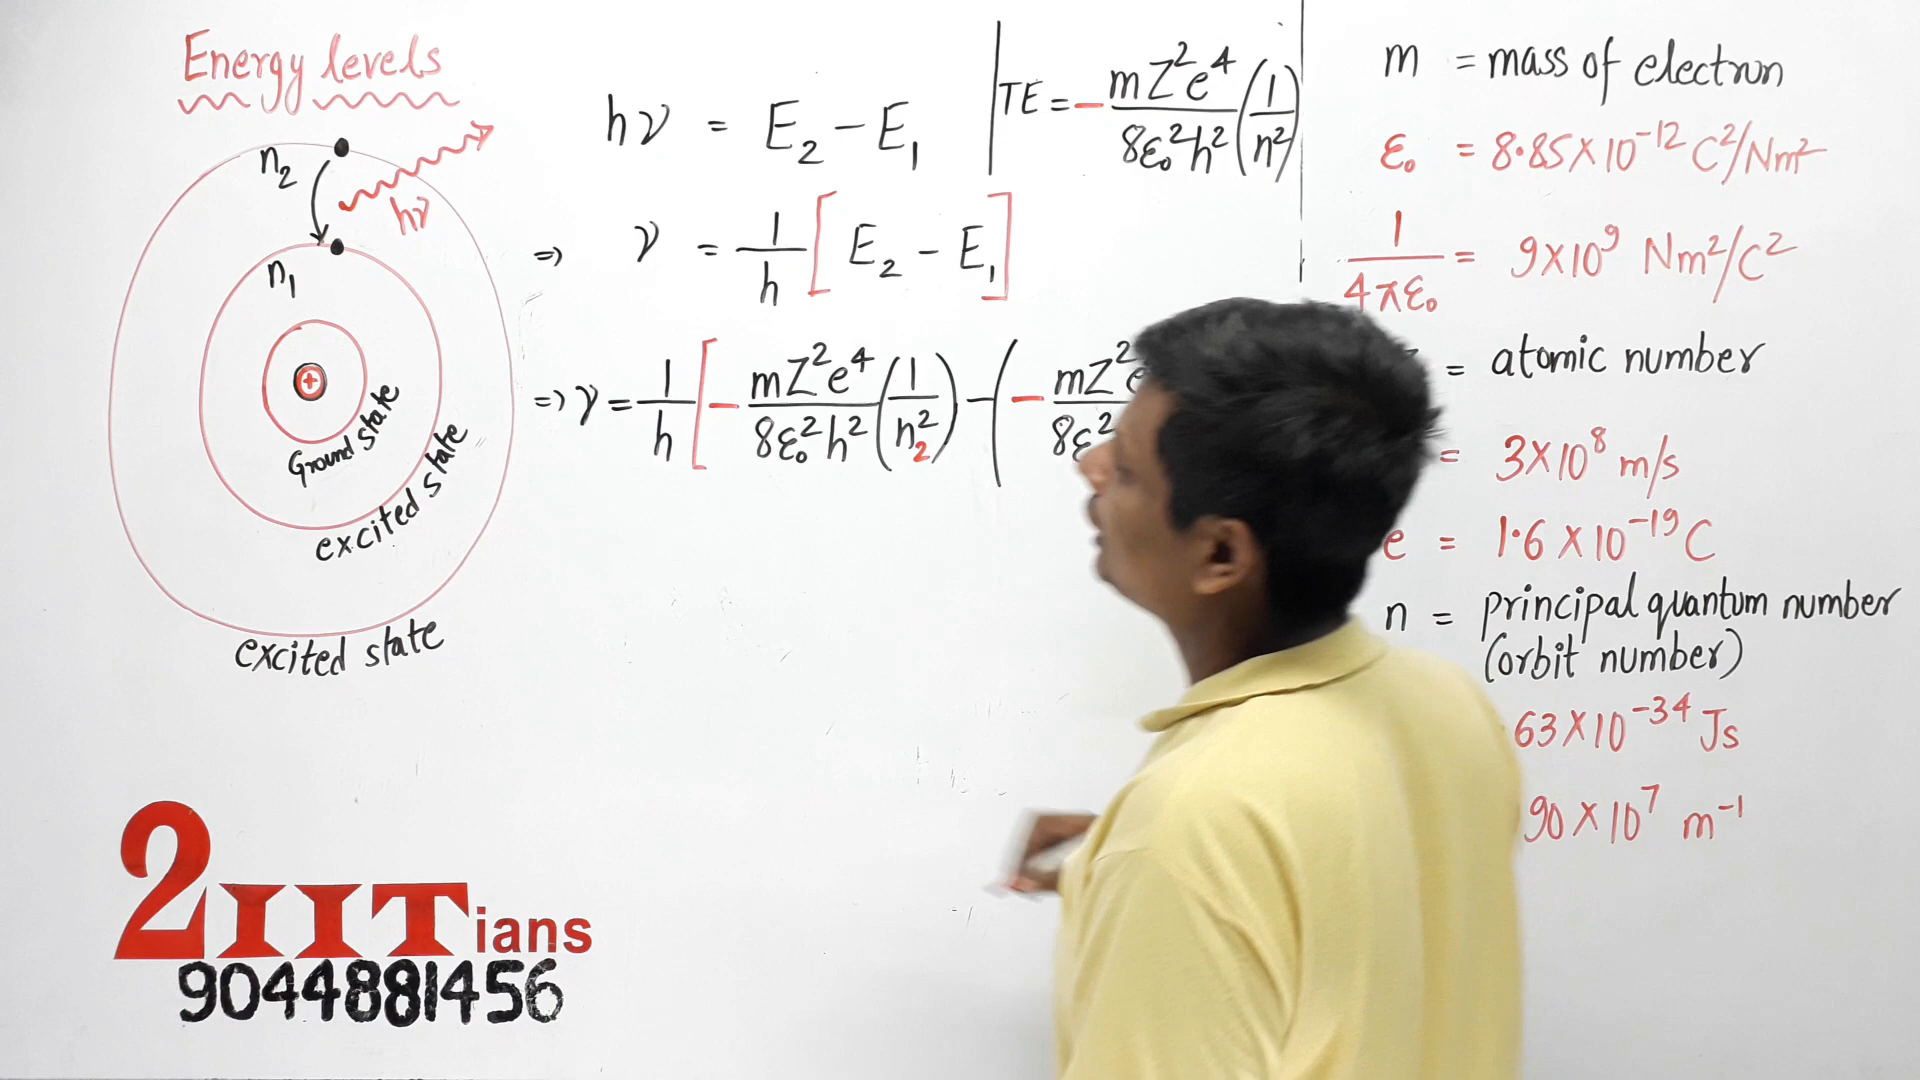 Energy levels
n₂
hν
n₁
+
Ground state
excited state
excited state
hν = E₂ - E₁
TE = - mZ²e⁴/8ε₀²h² (1/n²)
⇒ ν = 1/h [E₂ - E₁]
⇒ ν = 1/h [- mZ²e⁴/8ε₀²h² (1/n₂²) - (- mZ²e 8ε²
m = mass of electron
ε₀ = 8.85×10⁻¹² C²/Nm²
1/4πε₀ = 9×10⁹ Nm²/C²
= atomic number
= 3×10⁸ m/s
e = 1.6×10⁻¹⁹ C
n = principal quantum number
(orbit number)
63×10⁻³⁴ Js
90×10⁷ m⁻¹
2IITians
9044881456